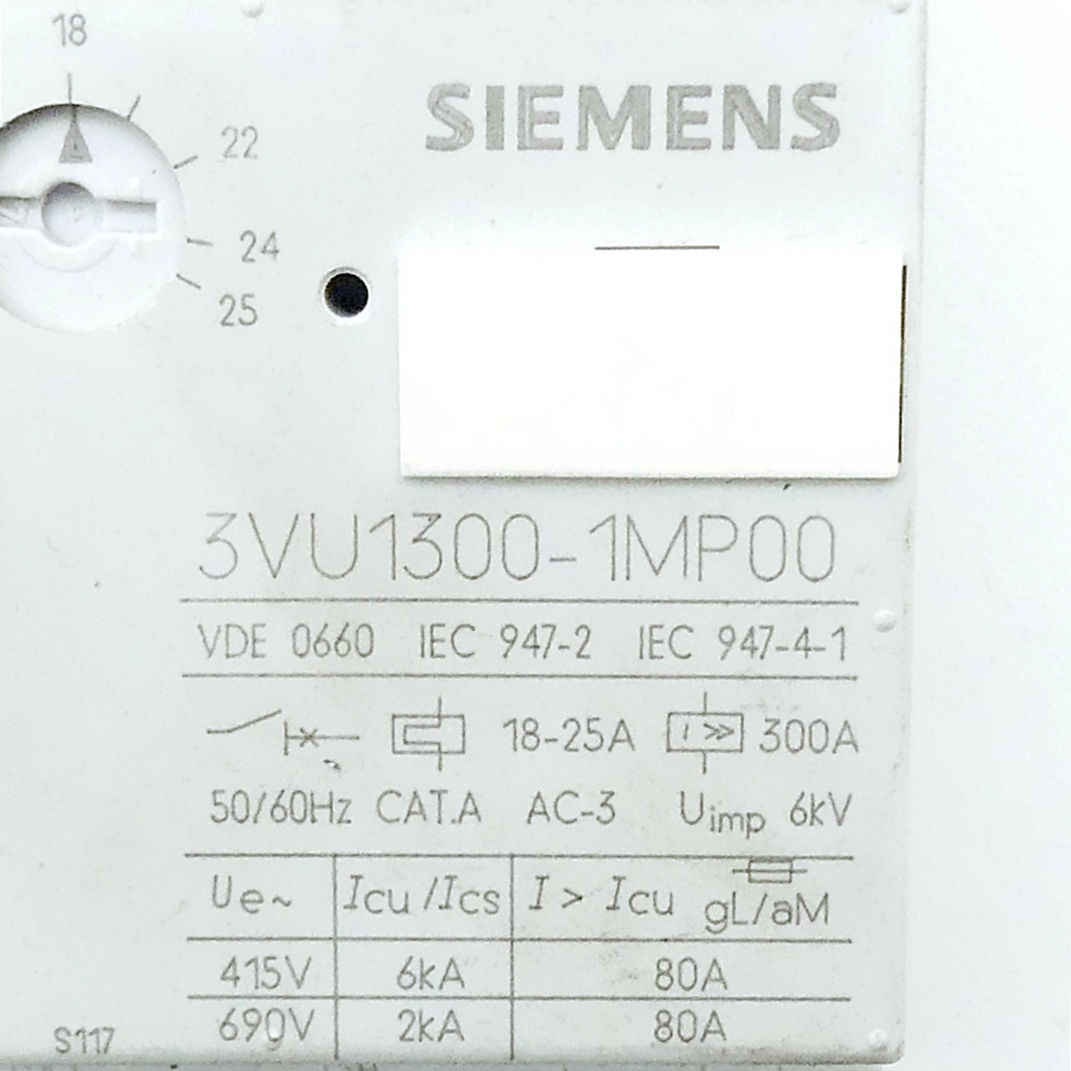 18
SIEMENS
22
24
25
3VU1300-1MP00
VDE 0660 IEC 947-2 IEC 947-4-1
18-25A I >> 300A
50/60Hz CAT.A AC-3 Uimp 6kV
Ue~ Icu/Ics I > Icu gL/aM
415V 6kA 80A
690V 2kA 80A
S117